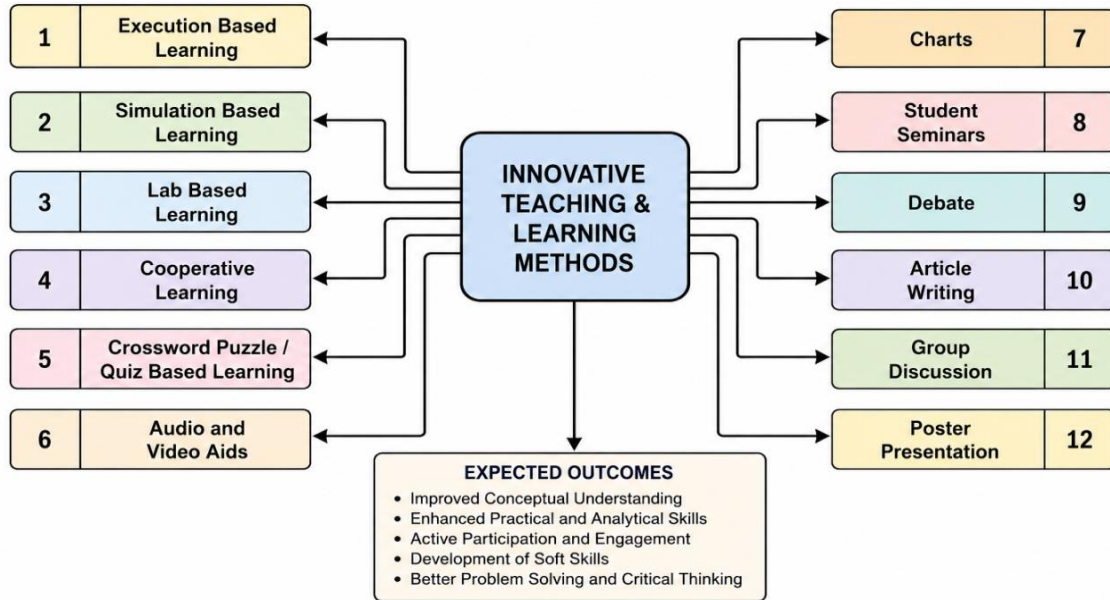 1
Execution Based
Learning
2
Simulation Based
Learning
3
Lab Based
Learning
4
Cooperative
Learning
5
Crossword Puzzle /
Quiz Based Learning
6
Audio and
Video Aids
INNOVATIVE
TEACHING &
LEARNING
METHODS
Charts
7
Student
Seminars
8
Debate
9
Article
Writing
10
Group
Discussion
11
Poster
Presentation
12
EXPECTED OUTCOMES
• Improved Conceptual Understanding
• Enhanced Practical and Analytical Skills
• Active Participation and Engagement
• Development of Soft Skills
• Better Problem Solving and Critical Thinking